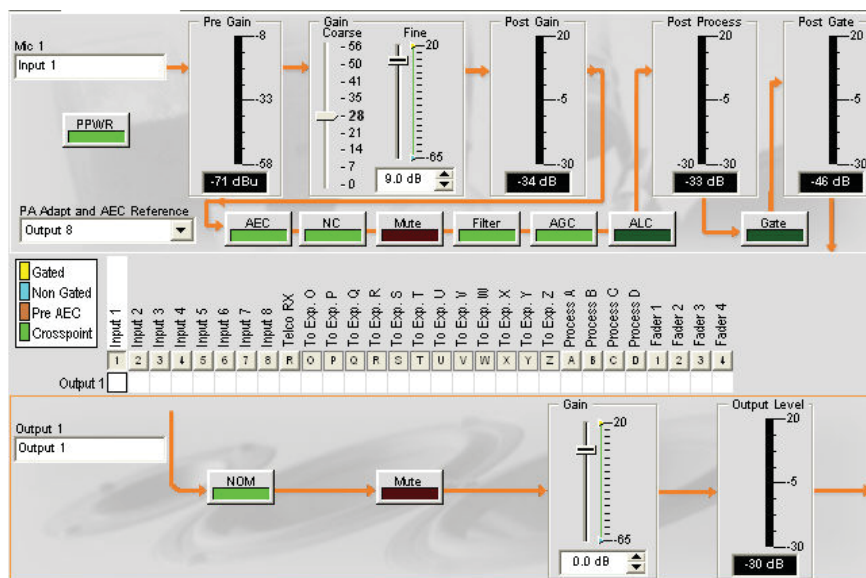 Mic 1
Input 1
PPWR
Pre Gain
-8
-33
-58
-71 dBu
Gain
Coarse
Fine
- 56
- 50
- 41
- 35
- 28
- 21
- 14
- 7
- 0
20
-65
9.0 dB
Post Gain
20
-5
-30
-34 dB
Post Process
20
-5
-30
-30
-33 dB
Post Gate
20
-5
-30
-46 dB
PA Adapt and AEC Reference
Output 8
AEC
NC
Mute
Filter
AGC
ALC
Gate
Gated
Non Gated
Pre AEC
Crosspoint
Input 1
Input 2
Input 3
Input 4
Input 5
Input 6
Input 7
Input 8
Telco RX
To Exp. O
To Exp. P
To Exp. Q
To Exp. R
To Exp. S
To Exp. T
To Exp. U
To Exp. V
To Exp. W
To Exp. X
To Exp. Y
To Exp. Z
Process A
Process B
Process C
Process D
Fader 1
Fader 2
Fader 3
Fader 4
1 2 3 4 5 6 7 8 R O P Q R S T U V W X Y Z A B C D 1 2 3 4
Output 1
Output 1
Output 1
NOM
Mute
Gain
20
-65
0.0 dB
Output Level
20
-5
-30
-30 dB